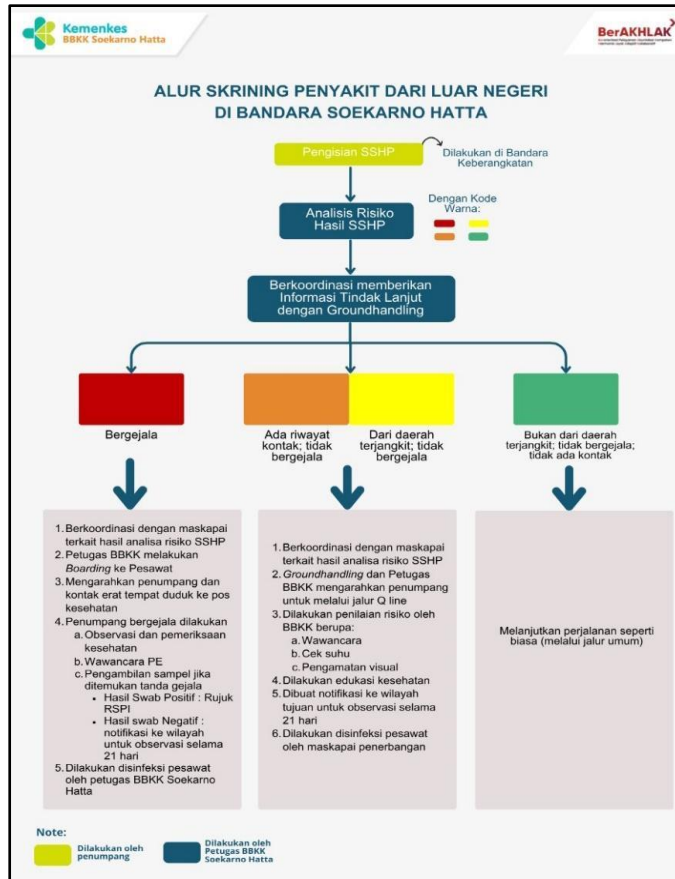 Kemenkes
BBKK Soekarno Hatta
BerAKHLAK
ALUR SKRINING PENYAKIT DARI LUAR NEGERI
DI BANDARA SOEKARNO HATTA
Pengisian SSHP
Dilakukan di Bandara
Keberangkatan
Analisis Risiko
Hasil SSHP
Dengan Kode
Warna:
Berkoordinasi memberikan
Informasi Tindak Lanjut
dengan Groundhandling
Bergejala
Ada riwayat
kontak; tidak
bergejala
Dari daerah
terjangkit; tidak
bergejala
Bukan dari daerah
terjangkit; tidak bergejala;
tidak ada kontak
1. Berkoordinasi dengan maskapai
terkait hasil analisa risiko SSHP
2. Petugas BBKK melakukan
Boarding ke Pesawat
3. Mengarahkan penumpang dan
kontak erat tempat duduk ke pos
kesehatan
4. Penumpang bergejala dilakukan
a. Observasi dan pemeriksaan
kesehatan
b. Wawancara PE
c. Pengambilan sampel jika
ditemukan tanda gejala
• Hasil Swab Positif : Rujuk
RSPI
• Hasil swab Negatif :
notifikasi ke wilayah
untuk observasi selama
21 hari
5. Dilakukan disinfeksi pesawat
oleh petugas BBKK Soekarno
Hatta
1. Berkoordinasi dengan maskapai
terkait hasil analisa risiko SSHP
2. Groundhandling dan Petugas
BBKK mengarahkan penumpang
untuk melalui jalur Q line
3. Dilakukan penilaian risiko oleh
BBKK berupa:
a. Wawancara
b. Cek suhu
c. Pengamatan visual
4. Dilakukan edukasi kesehatan
5. Dibuat notifikasi ke wilayah
tujuan untuk observasi selama
21 hari
6. Dilakukan disinfeksi pesawat
oleh maskapai penerbangan
Melanjutkan perjalanan seperti
biasa (melalui jalur umum)
Note:
Dilakukan oleh
penumpang
Dilakukan oleh
Petugas BBKK
Soekarno Hatta